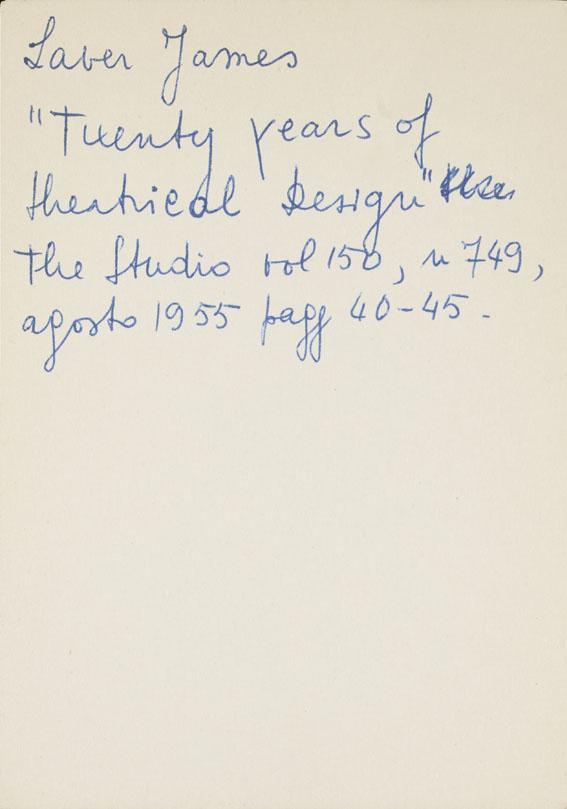 Laver James
"Twenty years of
theatrical Design"
The Studio vol 150, n 749,
agosto 1955 pagg 40-45.